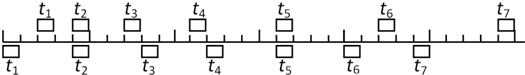 t₁ t₂ t₃ t₄ t₅ t₆ t₇
t₁ t₂ t₃ t₄ t₅ t₆ t₇